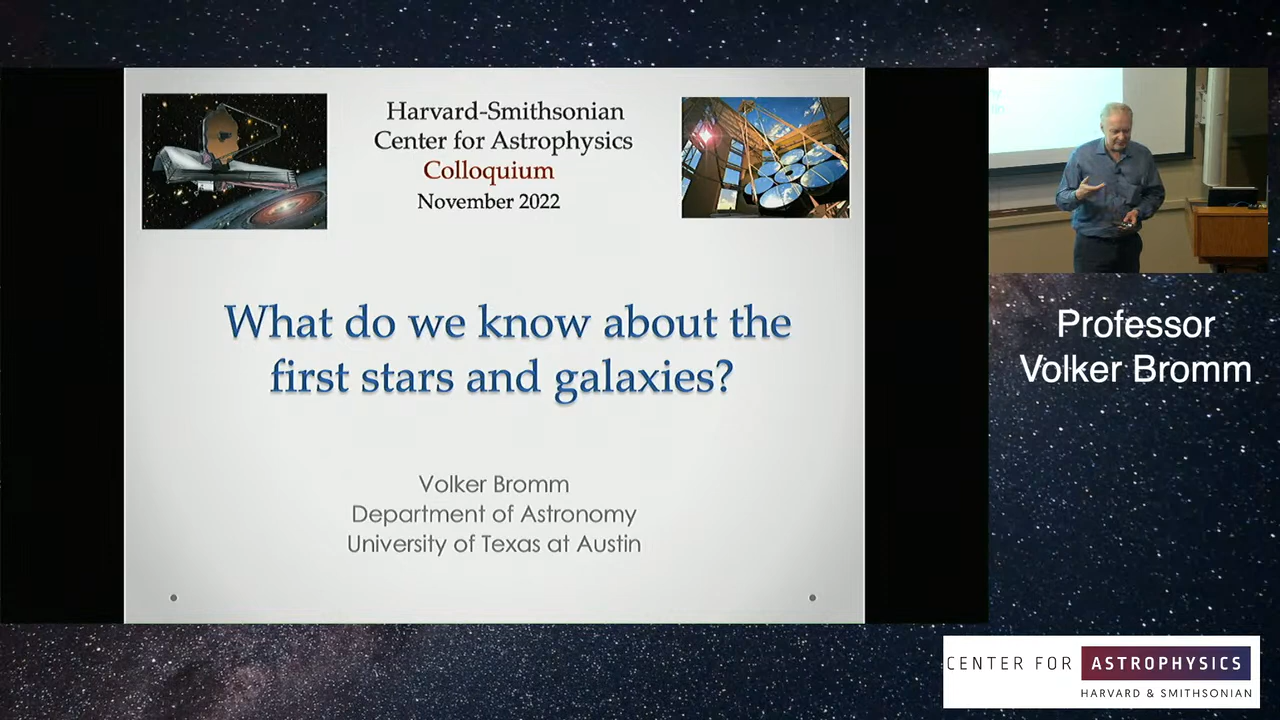 Harvard-Smithsonian
Center for Astrophysics
Colloquium
November 2022
What do we know about the
first stars and galaxies?
Volker Bromm
Department of Astronomy
University of Texas at Austin
Professor
Volker Bromm
CENTER FOR ASTROPHYSICS
HARVARD & SMITHSONIAN